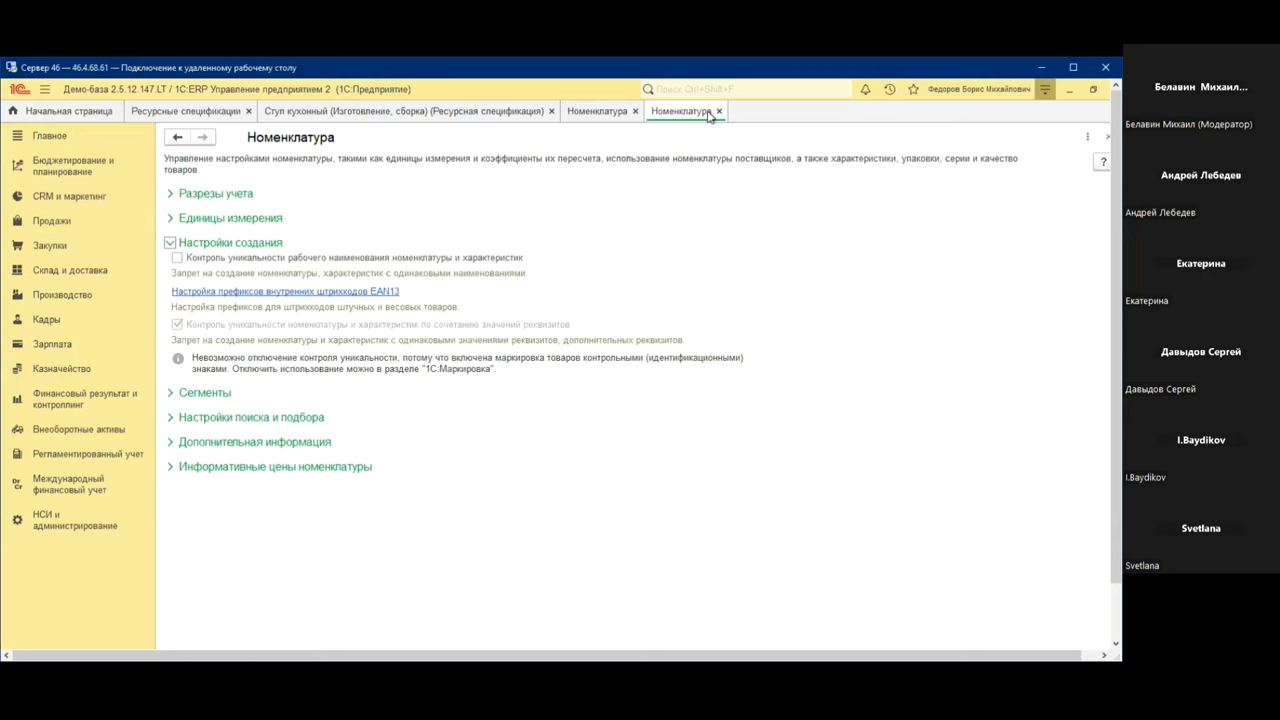 Сервер 46 — 46.4.68.61 — Подключение к удаленному рабочему столу
1С Демо-база 2.5.12.147.LT / 1С:ERP Управление предприятием 2 (1С:Предприятие)
Поиск Ctrl+Shift+F
Федоров Борис Михайлович
Начальная страница
Ресурсные спецификации ×
Стул кухонный (Изготовление, сборка) (Ресурсная спецификация) ×
Номенклатура ×
Номенклатура ×
Главное
Бюджетирование и
планирование
CRM и маркетинг
Продажи
Закупки
Склад и доставка
Производство
Кадры
Зарплата
Казначейство
Финансовый результат и
контроллинг
Внеоборотные активы
Регламентированный учет
Международный
финансовый учет
НСИ и
администрирование
Номенклатура
Управление настройками номенклатуры, такими как единицы измерения и коэффициенты их пересчета, использование номенклатуры поставщиков, а также характеристики, упаковки, серии и качество
товаров.
?
Разрезы учета
Единицы измерения
Настройки создания
Контроль уникальности рабочего наименования номенклатуры и характеристик
Запрет на создание номенклатуры, характеристик с одинаковыми наименованиями.
Настройка префиксов внутренних штрихкодов EAN13
Настройка префиксов для штрихкодов штучных и весовых товаров.
Контроль уникальности номенклатуры и характеристик по сочетанию значений реквизитов
Запрет на создание номенклатуры и характеристик с одинаковыми значениями реквизитов, дополнительных реквизитов.
Невозможно отключение контроля уникальности, потому что включена маркировка товаров контрольными (идентификационными)
знаками. Отключить использование можно в разделе "1С:Маркировка".
Сегменты
Настройки поиска и подбора
Дополнительная информация
Информативные цены номенклатуры
Белавин Михаил...
Белавин Михаил (Модератор)
Андрей Лебедев
Андрей Лебедев
Екатерина
Екатерина
Давыдов Сергей
Давыдов Сергей
I.Baydikov
I.Baydikov
Svetlana
Svetlana